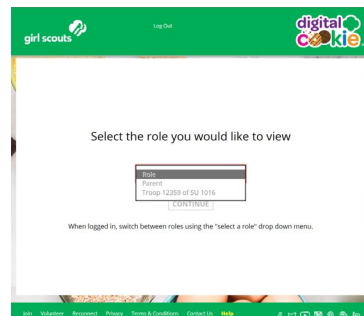 girl scouts
Log Out
digital
cookie
Select the role you would like to view
Role
Parent
Troop 12359 of SU 1016
CONTINUE
When logged in, switch between roles using the "select a role" drop down menu.
Join Volunteer Reconnect Privacy Terms & Conditions Contact Us Help